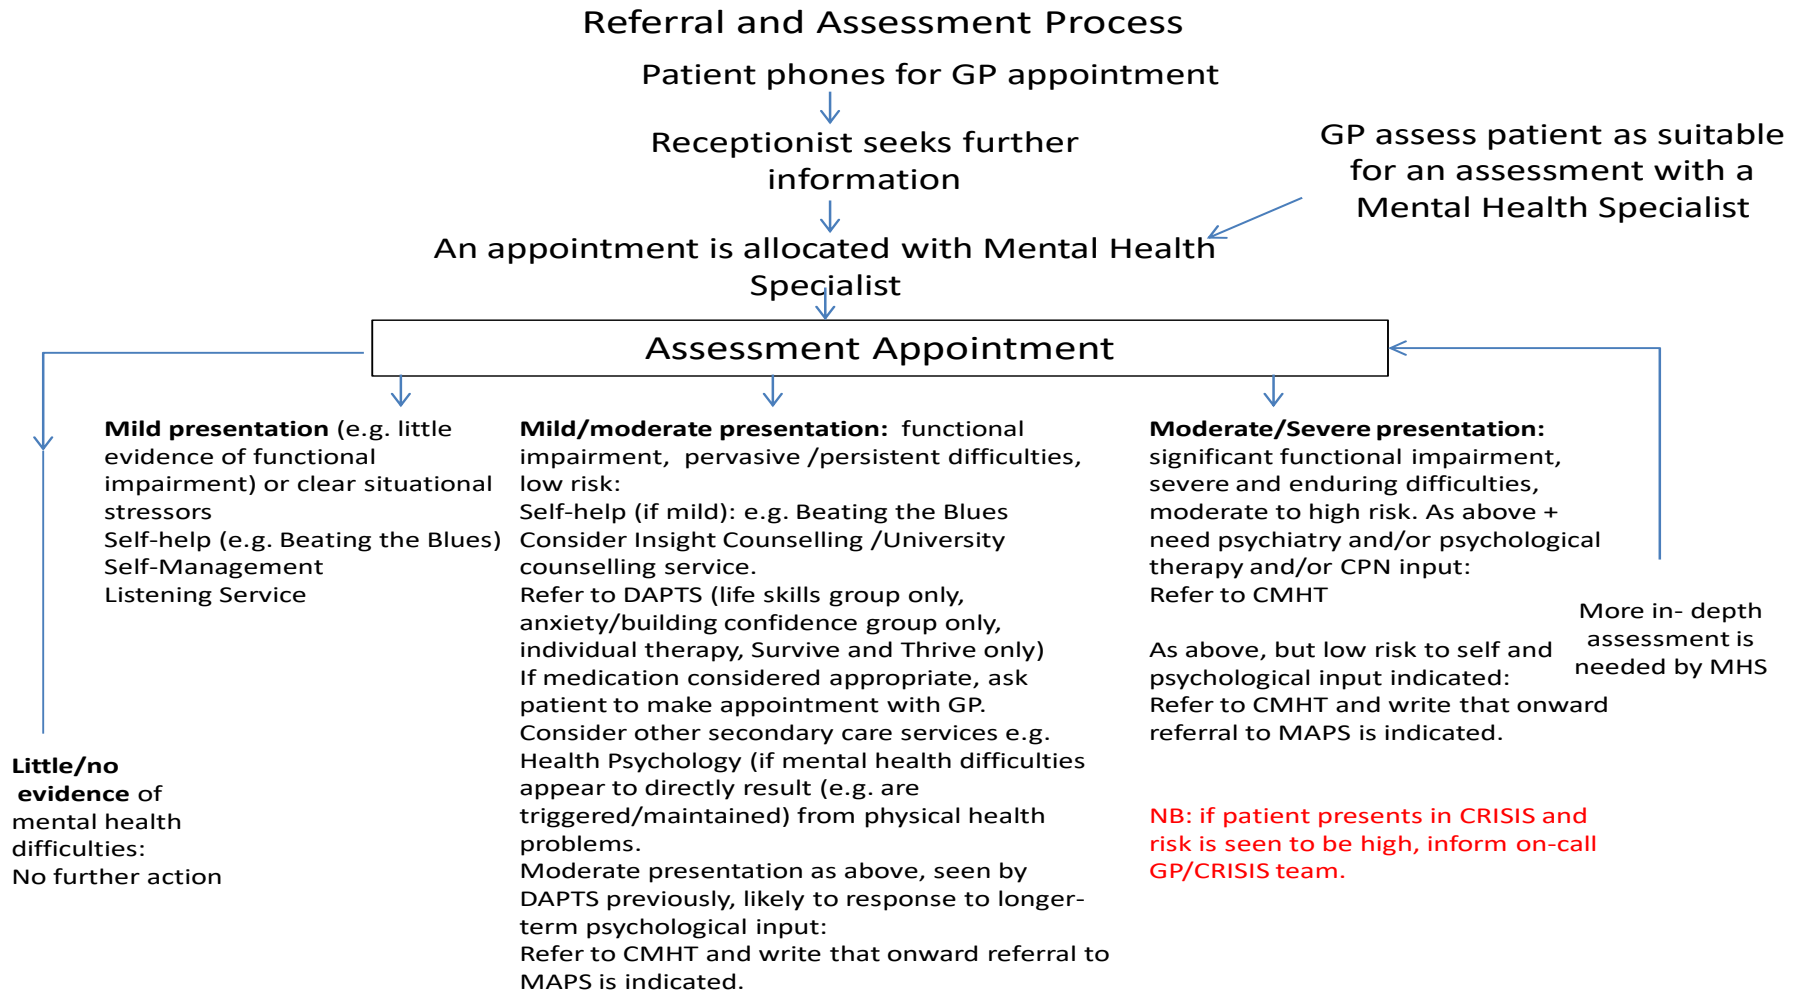 Referral and Assessment Process
Patient phones for GP appointment
Receptionist seeks further
information
GP assess patient as suitable
for an assessment with a
Mental Health Specialist
An appointment is allocated with Mental Health
Specialist
Assessment Appointment
Little/no
evidence of
mental health
difficulties:
No further action
Mild presentation (e.g. little
evidence of functional
impairment) or clear situational
stressors
Self-help (e.g. Beating the Blues)
Self-Management
Listening Service
Mild/moderate presentation: functional
impairment, pervasive /persistent difficulties,
low risk:
Self-help (if mild): e.g. Beating the Blues
Consider Insight Counselling /University
counselling service.
Refer to DAPTS (life skills group only,
anxiety/building confidence group only,
individual therapy, Survive and Thrive only)
If medication considered appropriate, ask
patient to make appointment with GP.
Consider other secondary care services e.g.
Health Psychology (if mental health difficulties
appear to directly result (e.g. are
triggered/maintained) from physical health
problems.
Moderate presentation as above, seen by
DAPTS previously, likely to response to longer-
term psychological input:
Refer to CMHT and write that onward referral to
MAPS is indicated.
Moderate/Severe presentation:
significant functional impairment,
severe and enduring difficulties,
moderate to high risk. As above +
need psychiatry and/or psychological
therapy and/or CPN input:
Refer to CMHT
As above, but low risk to self and
psychological input indicated:
Refer to CMHT and write that onward
referral to MAPS is indicated.
NB: if patient presents in CRISIS and
risk is seen to be high, inform on-call
GP/CRISIS team.
More in- depth
assessment is
needed by MHS